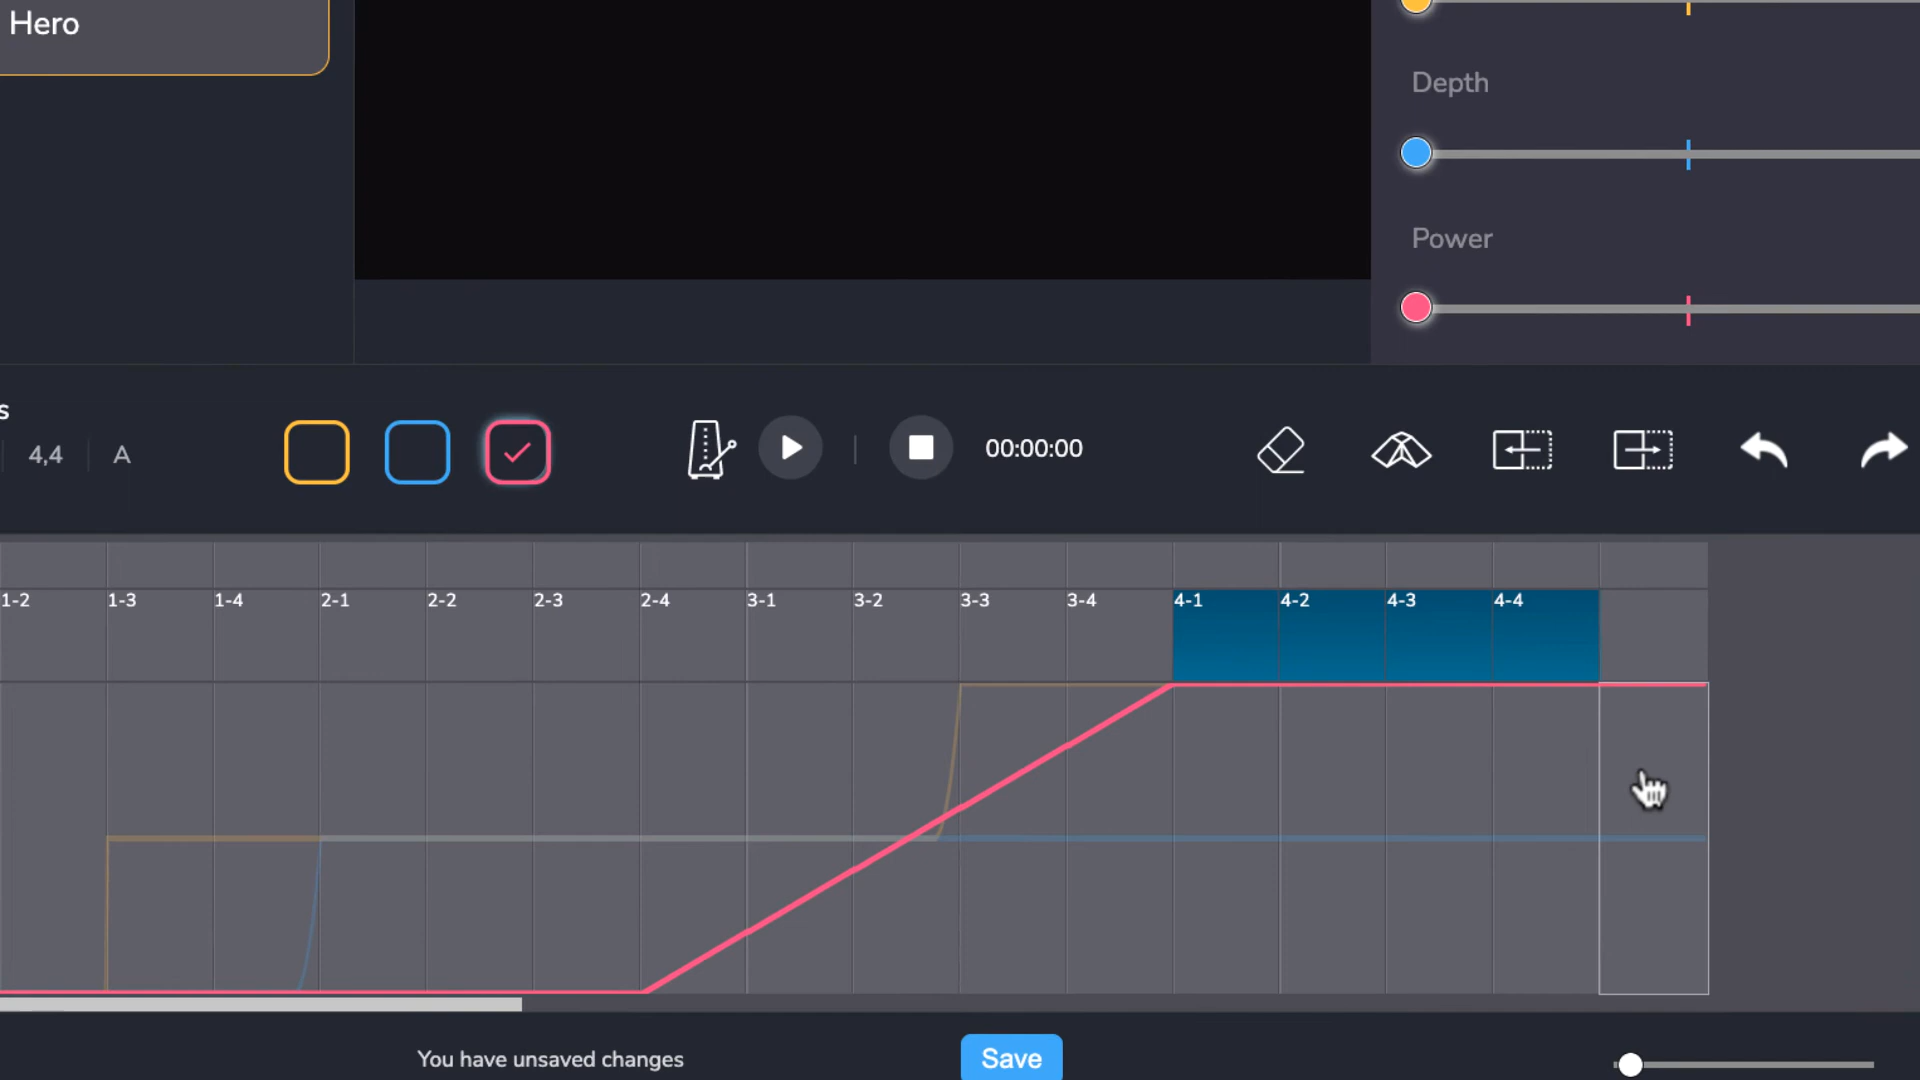 Hero
Depth
Power
s
4,4 A
00:00:00
1-2 1-3 1-4 2-1 2-2 2-3 2-4 3-1 3-2 3-3 3-4 4-1 4-2 4-3 4-4
You have unsaved changes
Save